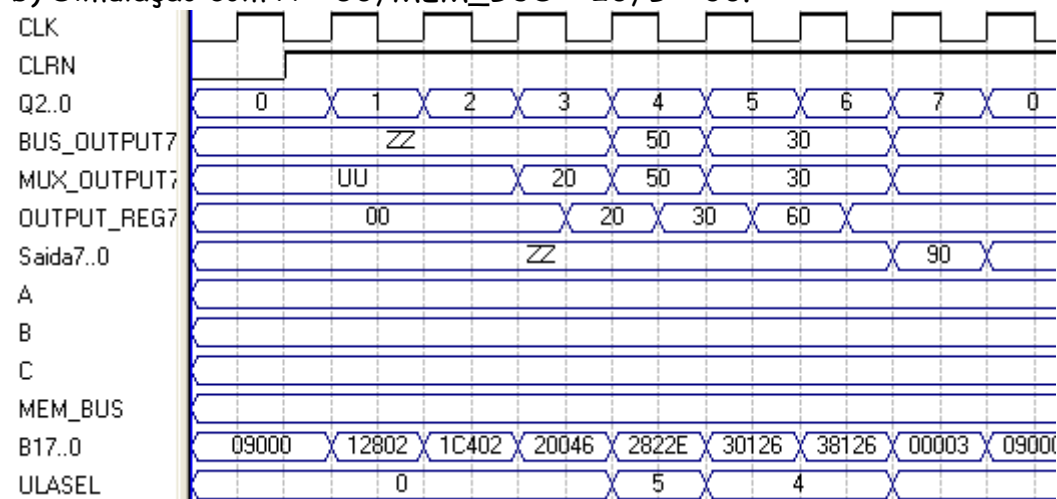 CLK
CLRN
Q2..0 0 1 2 3 4 5 6 7 0
BUS_OUTPUT7 ZZ 50 30
MUX_OUTPUT7 UU 20 50 30
OUTPUT_REG7 00 20 30 60
Saida7..0 ZZ 90
A
B
C
MEM_BUS
B17..0 09000 12802 1C402 20046 2822E 30126 38126 00003 0900
ULASEL 0 5 4